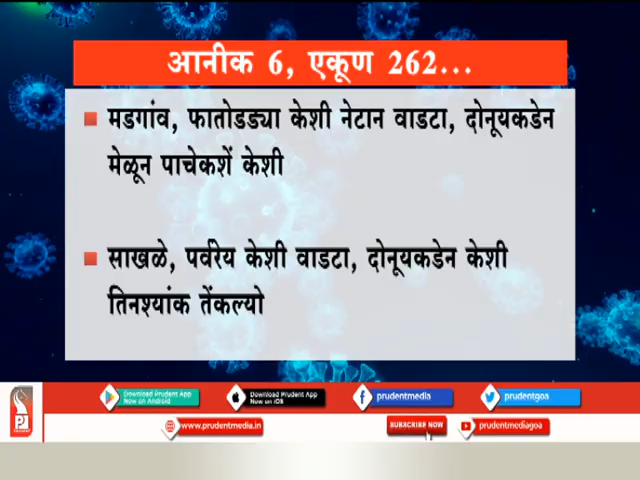 आनीक 6, एकूण 262...
मडगांव, फातोडड्या केशी नेटान वाडटा, दोनूयकडेन
मेळून पाचेकशें केशी
साखळे, पर्वरेय केशी वाडटा, दोनूयकडेन केशी
तिनश्यांक तेंकल्यो
Download Prudent App
Now on Android
Download Prudent App
Now on iOS
prudentmedia
prudentgoa
www.prudentmedia.in
SUBSCRIBE NOW
prudentmediagoa